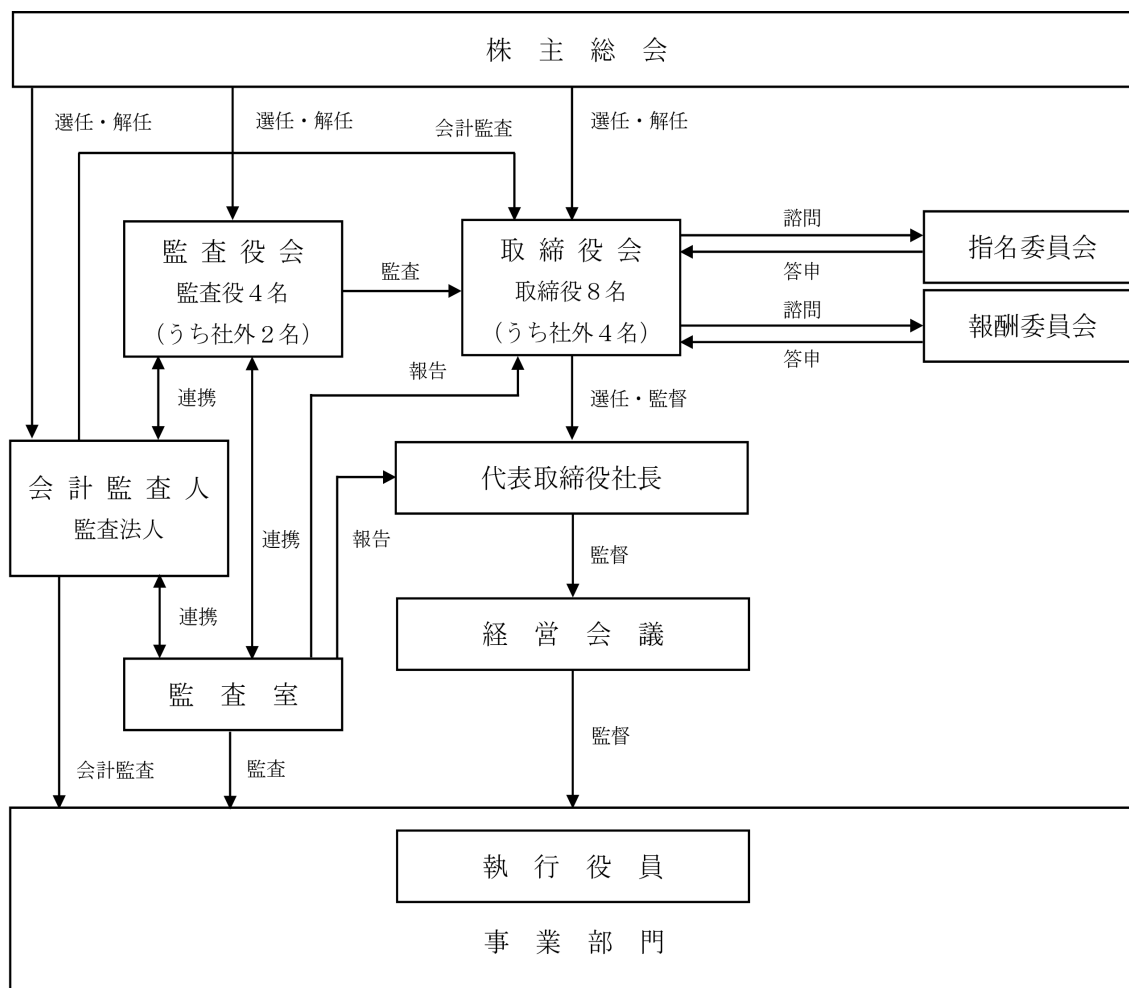 株主総会
選任・解任
選任・解任
会計監査
選任・解任
監査役会
監査役４名
（うち社外２名）
監査
取締役会
取締役８名
（うち社外４名）
諮問
答申
指名委員会
諮問
答申
報酬委員会
連携
報告
選任・監督
会計監査人
監査法人
代表取締役社長
連携
報告
監督
連携
経営会議
監査室
監督
会計監査
監査
執行役員
事業部門